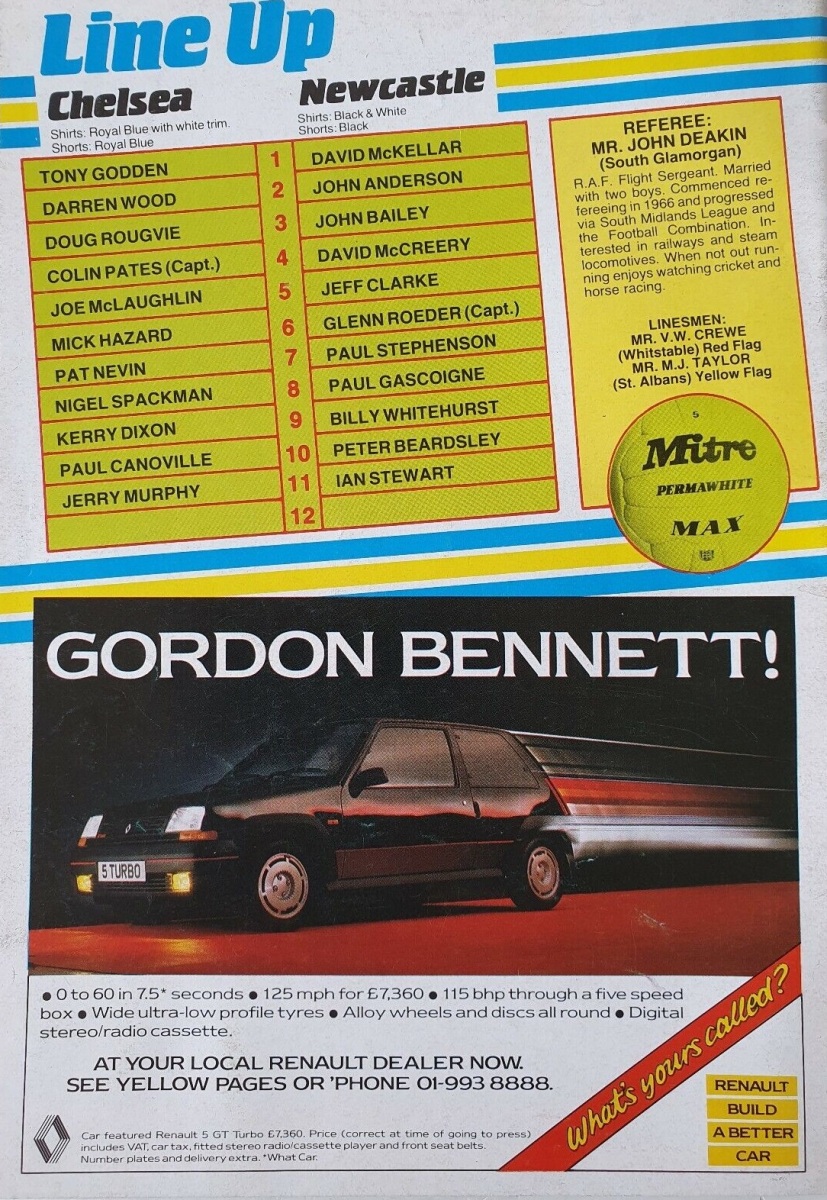 Line Up
Chelsea
Shirts: Royal Blue with white trim.
Shorts: Royal Blue
Newcastle
Shirts: Black & White
Shorts: Black
TONY GODDEN 1 DAVID McKELLAR
DARREN WOOD 2 JOHN ANDERSON
DOUG ROUGVIE 3 JOHN BAILEY
COLIN PATES (Capt.) 4 DAVID McCREERY
JOE McLAUGHLIN 5 JEFF CLARKE
MICK HAZARD 6 GLENN ROEDER (Capt.)
PAT NEVIN 7 PAUL STEPHENSON
NIGEL SPACKMAN 8 PAUL GASCOIGNE
KERRY DIXON 9 BILLY WHITEHURST
PAUL CANOVILLE 10 PETER BEARDSLEY
JERRY MURPHY 11 IAN STEWART
12
REFEREE:
MR. JOHN DEAKIN
(South Glamorgan)
R.A.F. Flight Sergeant. Married
with two boys. Commenced re-
fereeing in 1966 and progressed
via South Midlands League and
the Football Combination. In-
terested in railways and steam
locomotives. When not out run-
ning enjoys watching cricket and
horse racing.
LINESMEN:
MR. V.W. CREWE
(Whitstable) Red Flag
MR. M.J. TAYLOR
(St. Albans) Yellow Flag
5
Mitre
PERMAWHITE
MAX
GORDON BENNETT!
5 TURBO
• 0 to 60 in 7.5* seconds • 125 mph for £7,360 • 115 bhp through a five speed
box • Wide ultra-low profile tyres • Alloy wheels and discs all round • Digital
stereo/radio cassette.
AT YOUR LOCAL RENAULT DEALER NOW.
SEE YELLOW PAGES OR 'PHONE 01-993 8888.
What's yours called?
Car featured Renault 5 GT Turbo £7,360. Price (correct at time of going to press)
includes VAT, car tax, fitted stereo radio/cassette player and front seat belts.
Number plates and delivery extra. *What Car.
RENAULT
BUILD
A BETTER
CAR